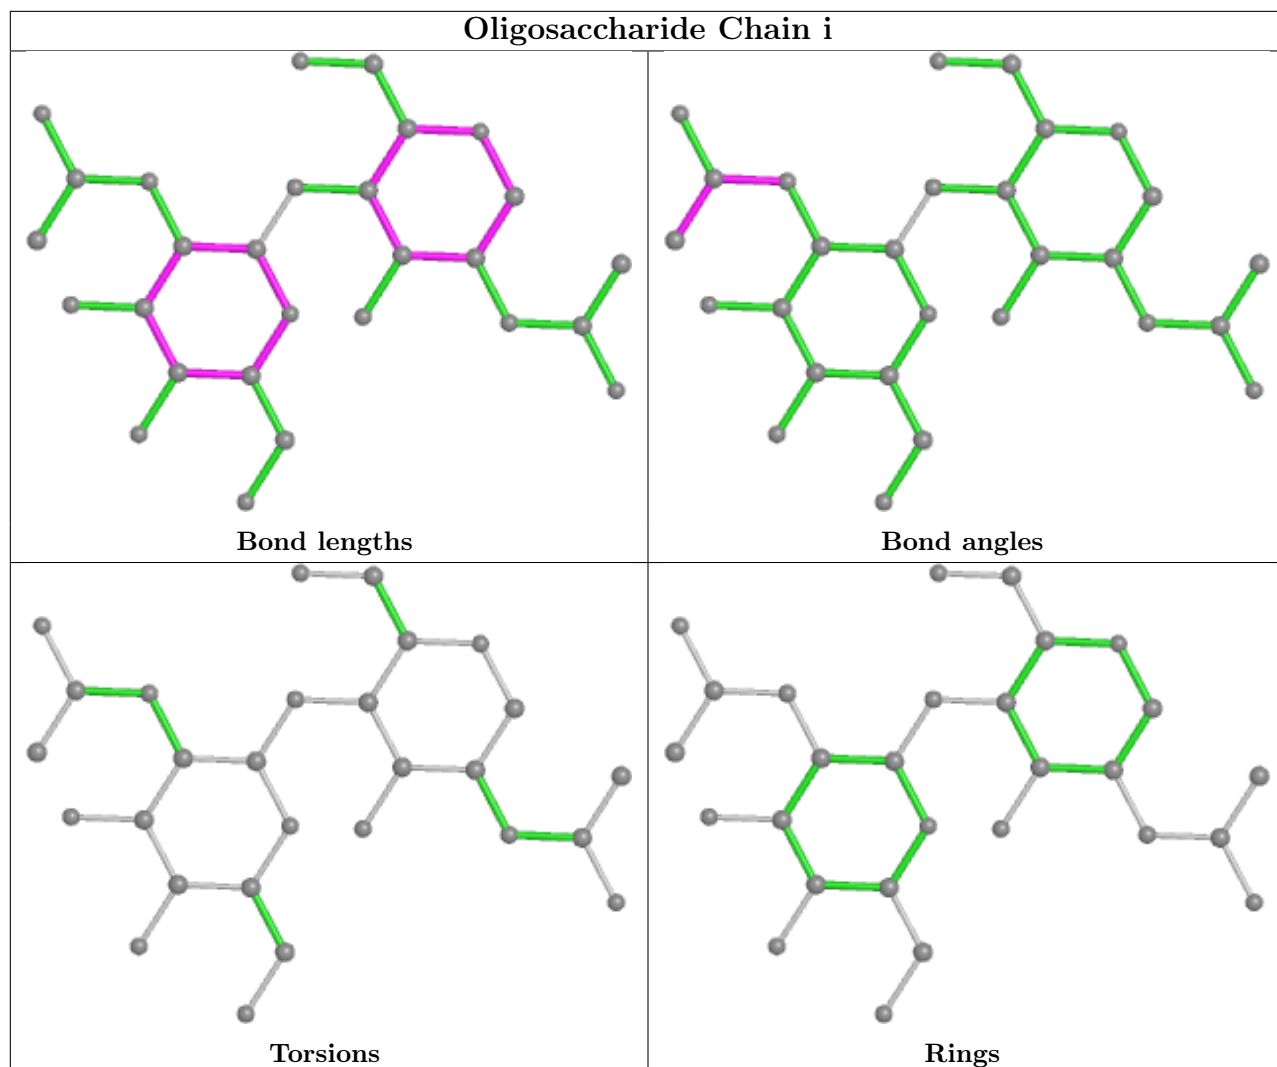 Oligosaccharide Chain i
Bond lengths
Bond angles
Torsions
Rings